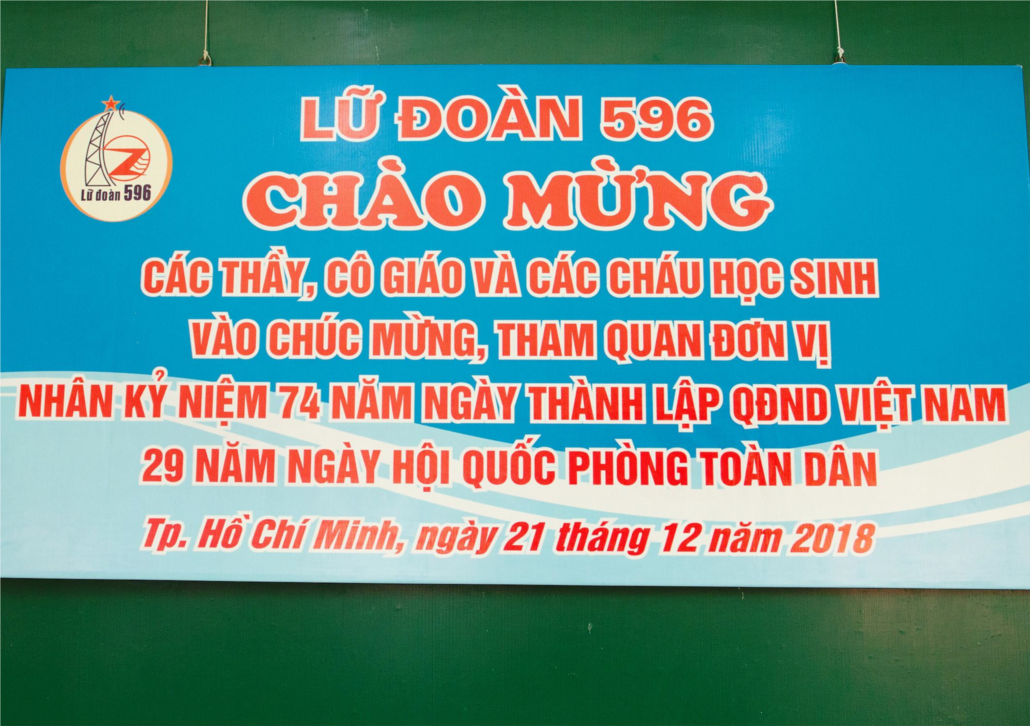 LỮ ĐOÀN 596
Lữ đoàn 596
CHÀO MỪNG
CÁC THẦY, CÔ GIÁO VÀ CÁC CHÁU HỌC SINH
VÀO CHÚC MỪNG, THAM QUAN ĐƠN VỊ
NHÂN KỶ NIỆM 74 NĂM NGÀY THÀNH LẬP QĐND VIỆT NAM
29 NĂM NGÀY HỘI QUỐC PHÒNG TOÀN DÂN
Tp. Hồ Chí Minh, ngày 21 tháng 12 năm 2018